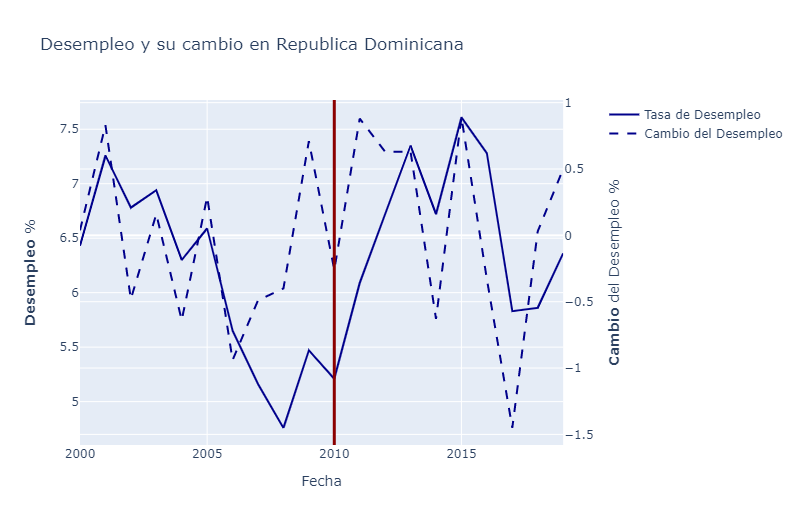 Desempleo y su cambio en Republica Dominicana
Tasa de Desempleo
Cambio del Desempleo
Desempleo %
7.5
7
6.5
6
5.5
5
1
0.5
0
−0.5
−1
−1.5
Cambio del Desempleo %
2000
2005
2010
2015
Fecha